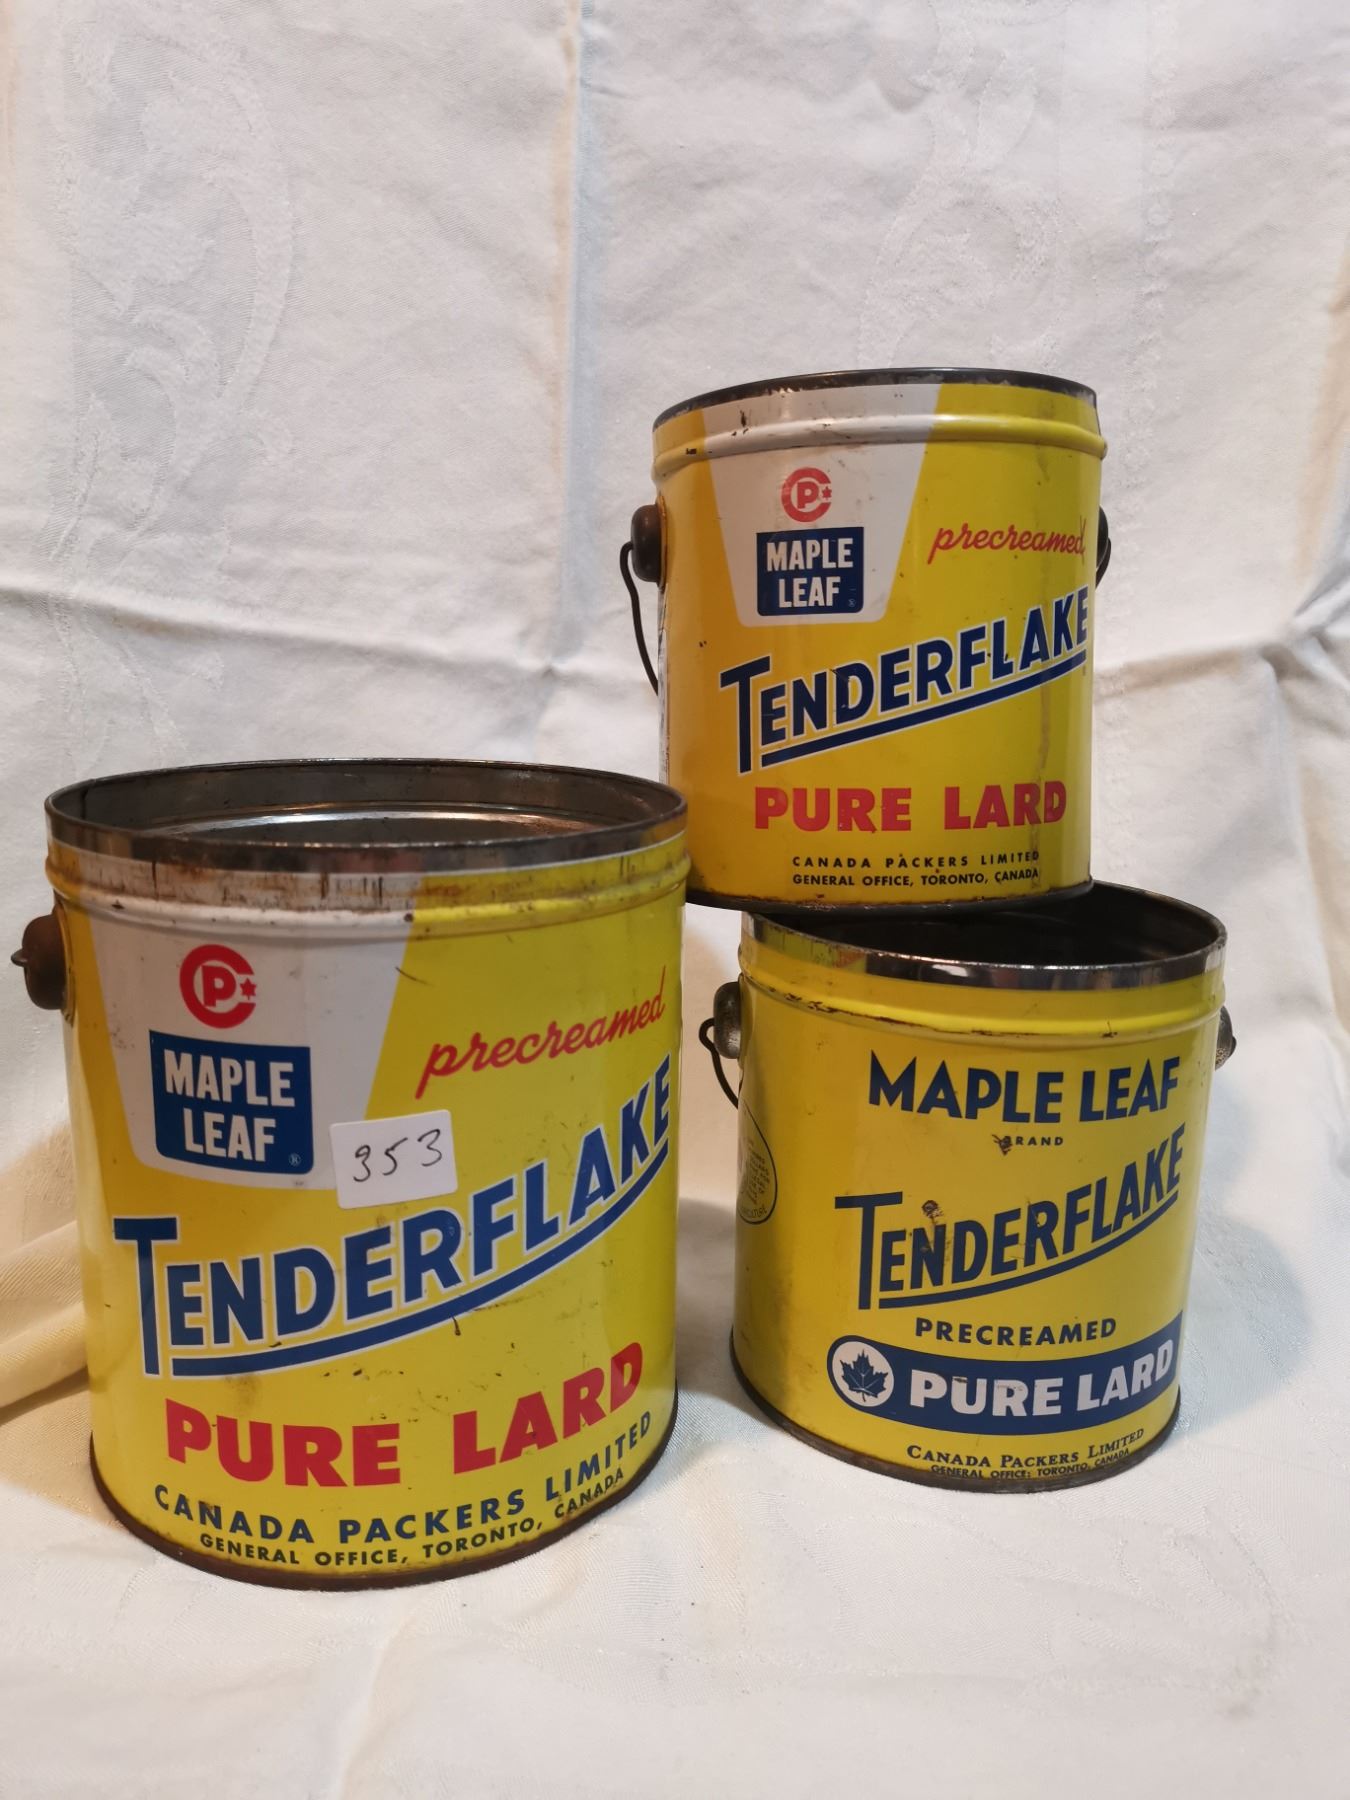 CP
MAPLE
LEAF
precreamed
TENDERFLAKE
PURE LARD
CANADA PACKERS LIMITED
GENERAL OFFICE, TORONTO, CANADA
CP
MAPLE
LEAF®
precreamed
353
TENDERFLAKE
PURE LARD
CANADA PACKERS LIMITED
GENERAL OFFICE, TORONTO, CANADA
MAPLE LEAF
BRAND
TENDERFLAKE
PRECREAMED
PURE LARD
CANADA PACKERS LIMITED
GENERAL OFFICE: TORONTO, CANADA